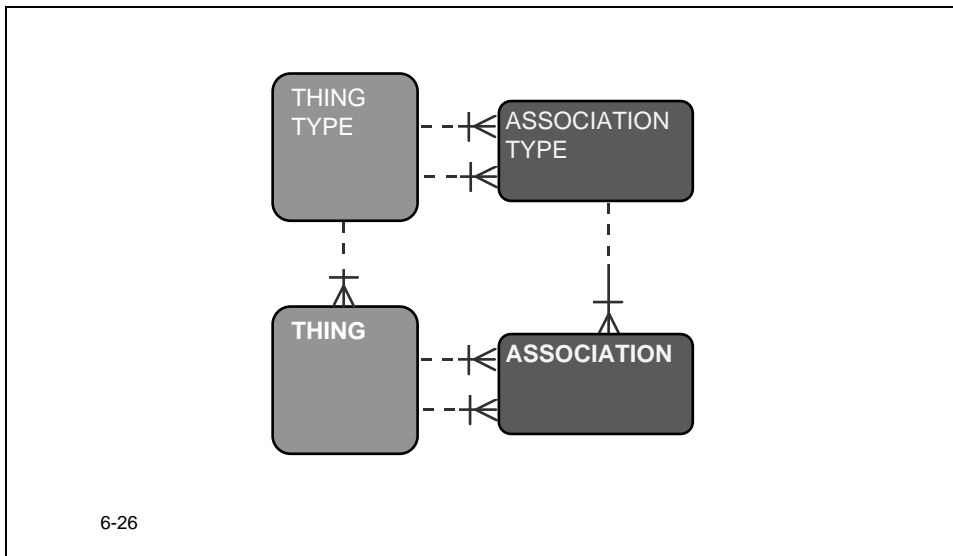 THING
TYPE
ASSOCIATION
TYPE
THING
ASSOCIATION
6-26